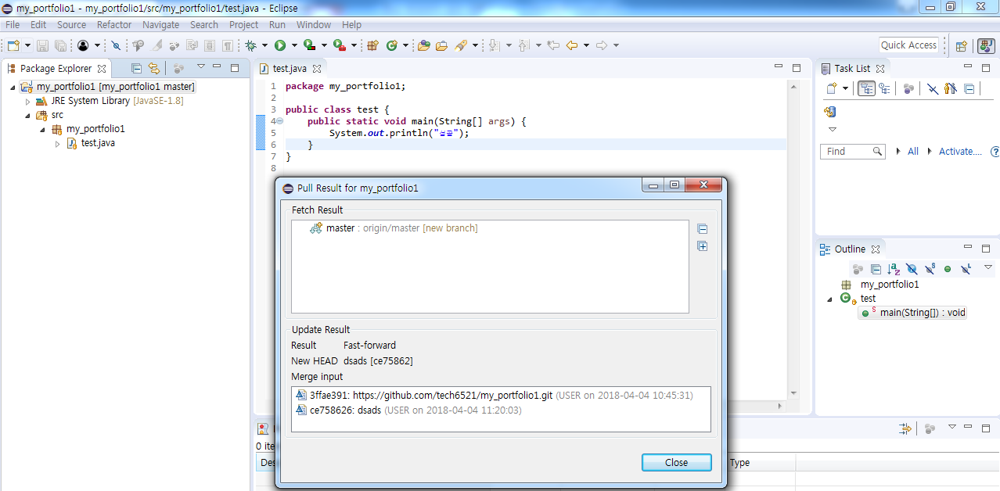 my_portfolio1 - my_portfolio1/src/my_portfolio1/test.java - Eclipse
File Edit Source Refactor Navigate Search Project Run Window Help
Quick Access
Package Explorer
my_portfolio1 [my_portfolio1 master]
JRE System Library [JavaSE-1.8]
src
my_portfolio1
test.java
test.java
1 package my_portfolio1;
2
3 public class test {
4 public static void main(String[] args) {
5 System.out.println("");
6 }
7 }
8
Task List
Find All Activate....
Outline
my_portfolio1
test
main(String[]) : void
Pull Result for my_portfolio1
Fetch Result
master : origin/master [new branch]
Update Result
Result Fast-forward
New HEAD dsads [ce75862]
Merge input
3ffae391: https://github.com/tech6521/my_portfolio1.git (USER on 2018-04-04 10:45:31)
ce758626: dsads (USER on 2018-04-04 11:20:03)
Close
0 ite
Des
Type